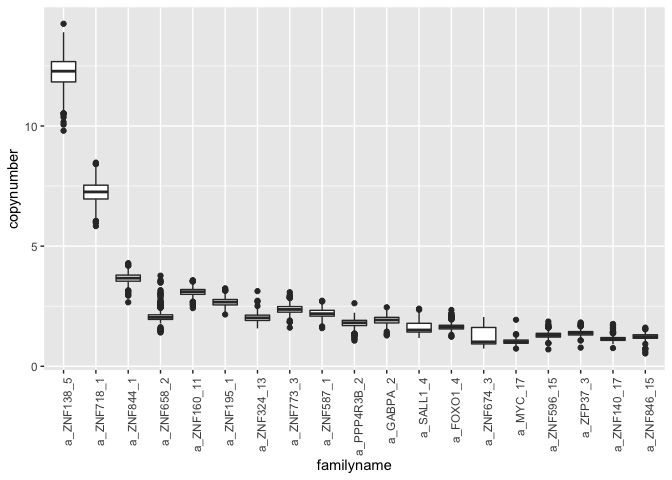 copynumber
10
5
0
a_ZNF138_5
a_ZNF718_1
a_ZNF844_1
a_ZNF658_2
a_ZNF160_11
a_ZNF195_1
a_ZNF324_13
a_ZNF773_3
a_ZNF587_1
a_PPP4R3B_2
a_GABPA_2
a_SALL1_4
a_FOXO1_4
a_ZNF674_3
a_MYC_17
a_ZNF596_15
a_ZFP37_3
a_ZNF140_17
a_ZNF846_15
familyname